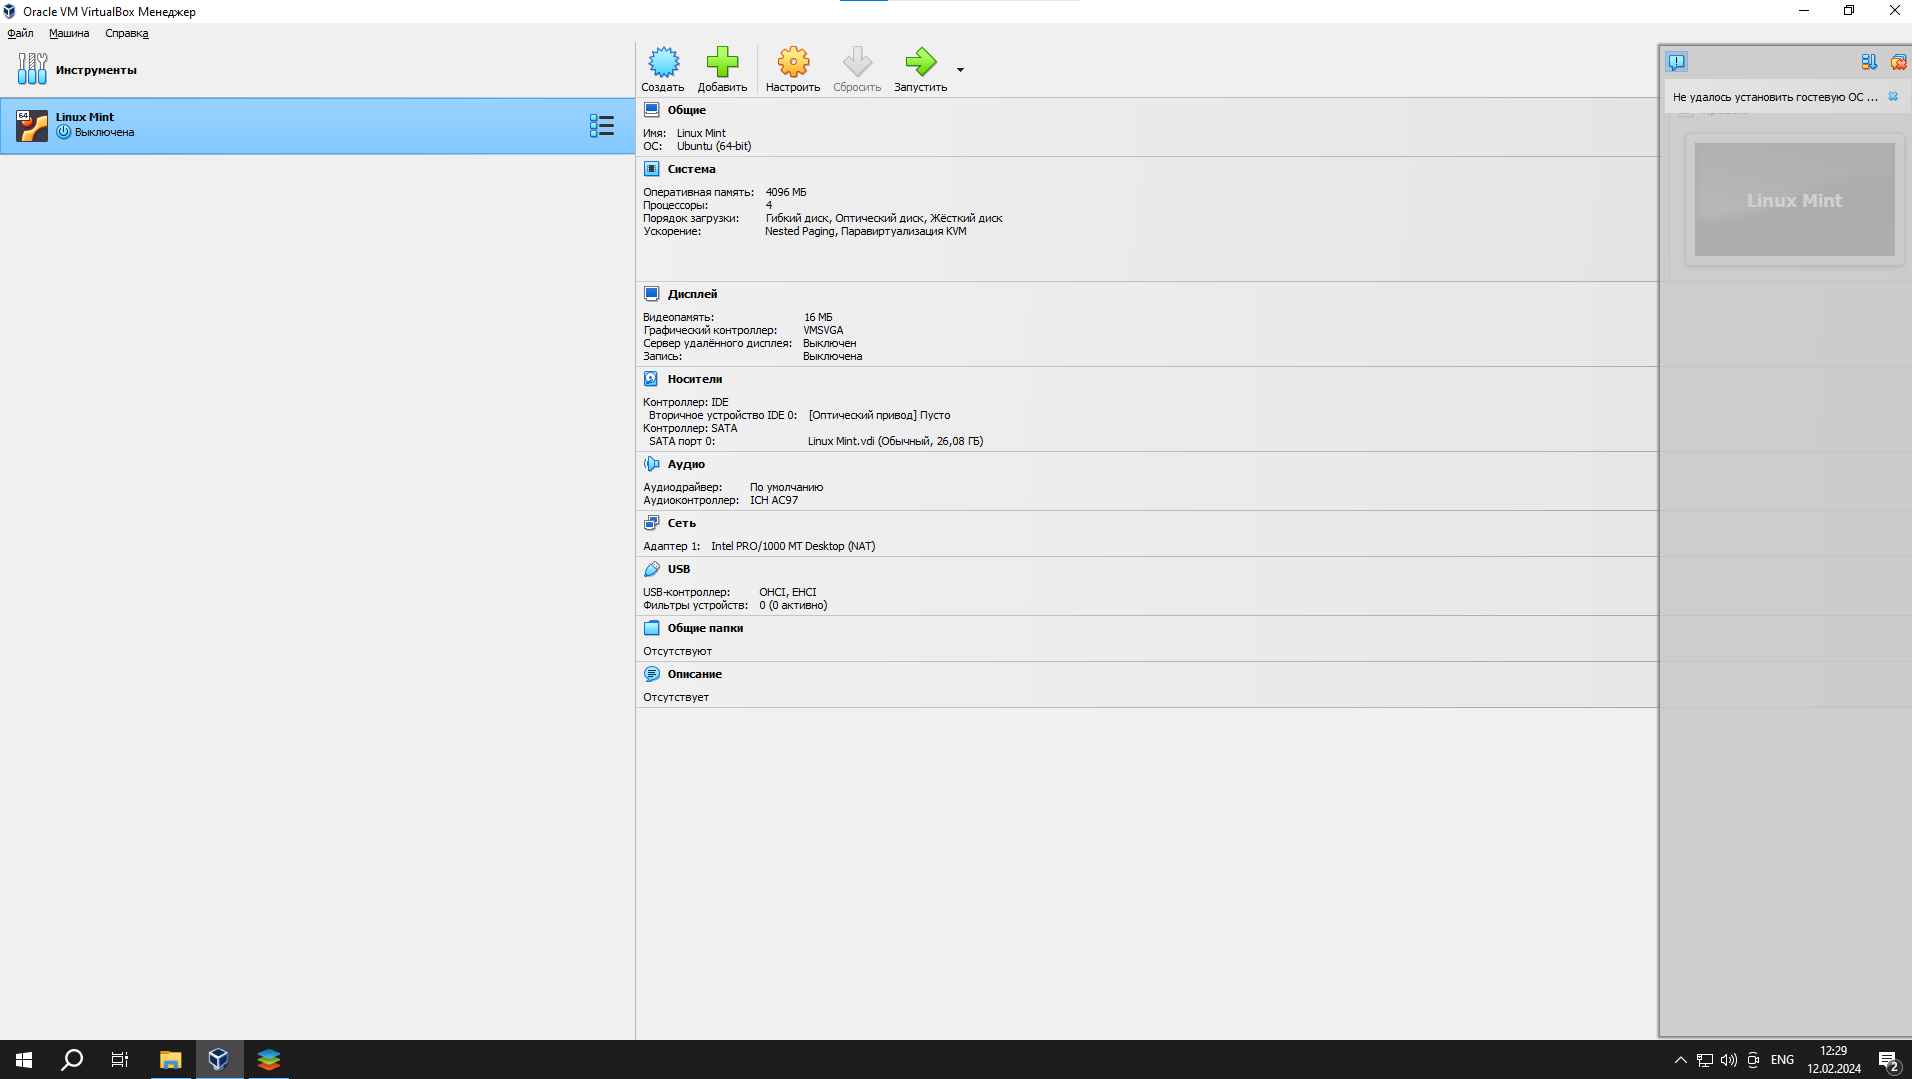 Oracle VM VirtualBox Менеджер
Файл Машина Справка
Инструменты
Создать Добавить Настроить Сбросить Запустить
64 Linux Mint
Выключена
Общие
Имя: Linux Mint
ОС: Ubuntu (64-bit)
Система
Оперативная память: 4096 МБ
Процессоры: 4
Порядок загрузки: Гибкий диск, Оптический диск, Жёсткий диск
Ускорение: Nested Paging, Паравиртуализация KVM
Дисплей
Видеопамять: 16 МБ
Графический контроллер: VMSVGA
Сервер удалённого дисплея: Выключен
Запись: Выключена
Носители
Контроллер: IDE
Вторичное устройство IDE 0: [Оптический привод] Пусто
Контроллер: SATA
SATA порт 0: Linux Mint.vdi (Обычный, 26,08 ГБ)
Аудио
Аудиодрайвер: По умолчанию
Аудиоконтроллер: ICH AC97
Сеть
Адаптер 1: Intel PRO/1000 MT Desktop (NAT)
USB
USB-контроллер: OHCI, EHCI
Фильтры устройств: 0 (0 активно)
Общие папки
Отсутствуют
Описание
Отсутствует
Не удалось установить гостевую ОС ...
Linux Mint
ENG
12:29
12.02.2024
2